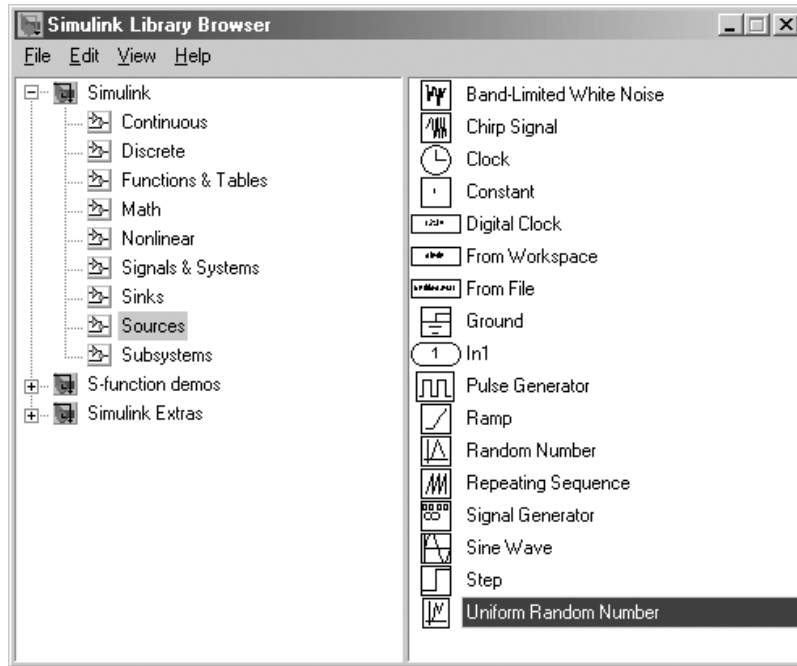 Simulink Library Browser
File Edit View Help
Simulink
Continuous
Discrete
Functions & Tables
Math
Nonlinear
Signals & Systems
Sinks
Sources
Subsystems
S-function demos
Simulink Extras
Band-Limited White Noise
Chirp Signal
Clock
Constant
Digital Clock
From Workspace
From File
Ground
1 In1
Pulse Generator
Ramp
Random Number
Repeating Sequence
Signal Generator
Sine Wave
Step
Uniform Random Number